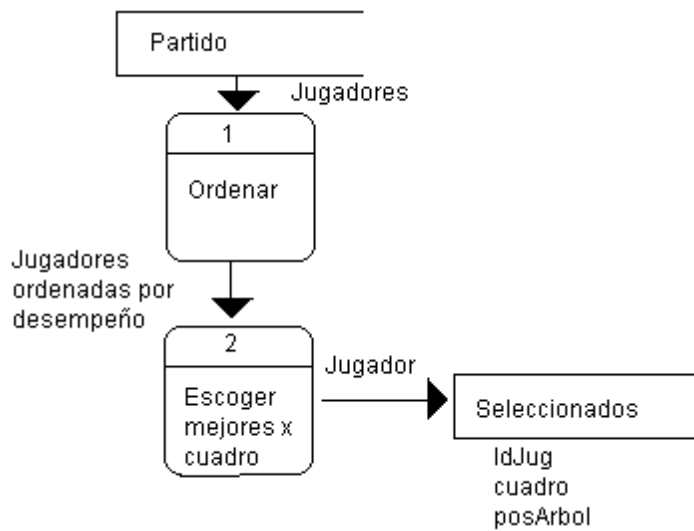 Partido
Jugadores
1
Ordenar
Jugadores
ordenadas por
desempeño
2
Escoger
mejores x
cuadro
Jugador
Seleccionados
IdJug
cuadro
posArbol